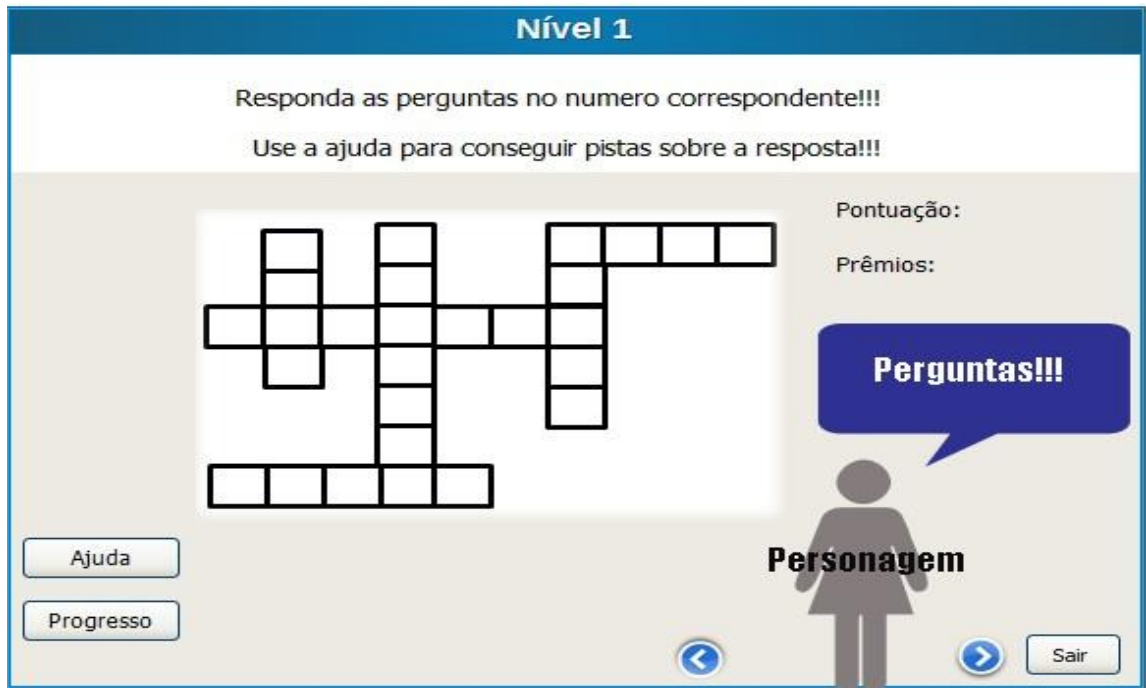 Nível 1
Responda as perguntas no numero correspondente!!!
Use a ajuda para conseguir pistas sobre a resposta!!!
Pontuação:
Prêmios:
Perguntas!!!
Personagem
Ajuda
Progresso
Sair